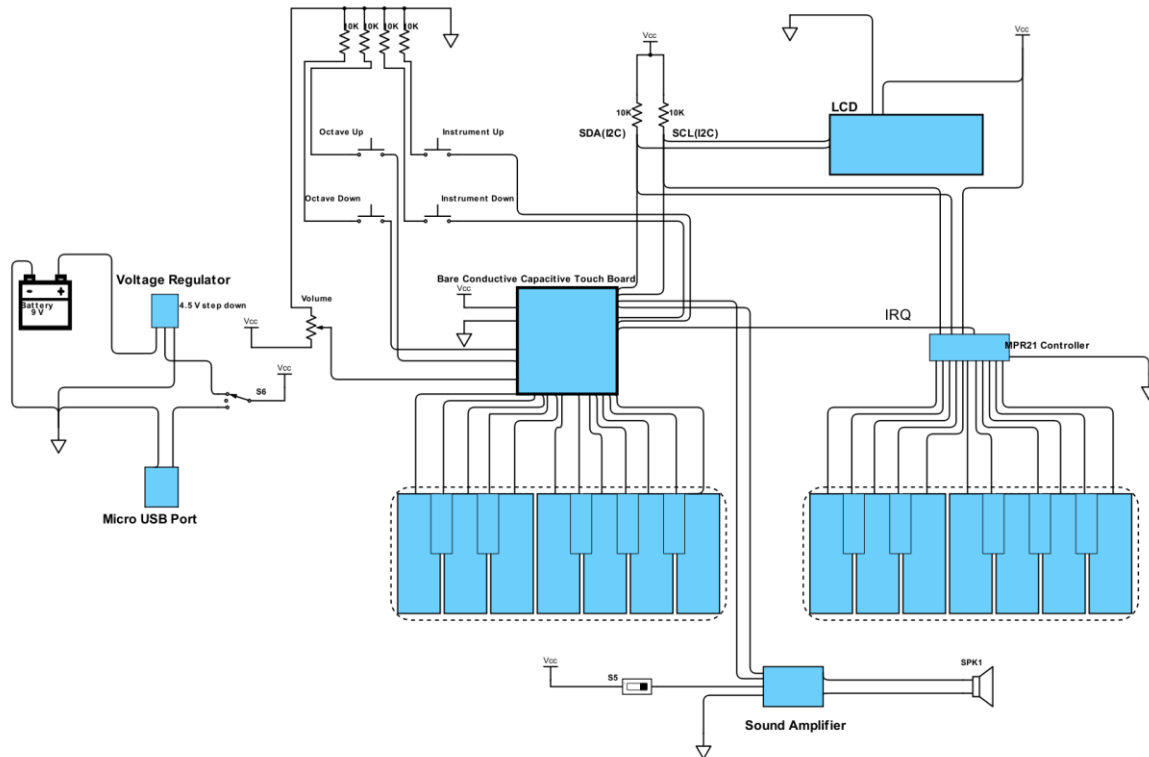 10K 10K 10K 10K
Vcc
Vcc
10K
10K
LCD
SDA(I2C)
SCL(I2C)
Octave Up
Instrument Up
Octave Down
Instrument Down
Voltage Regulator
Bare Conductive Capacitive Touch Board
- +
Battery
9 V
4.5 V step down
Volume
Vcc
Vcc
IRQ
MPR21 Controller
Vcc
S6
Micro USB Port
Vcc
S5
SPK1
Sound Amplifier